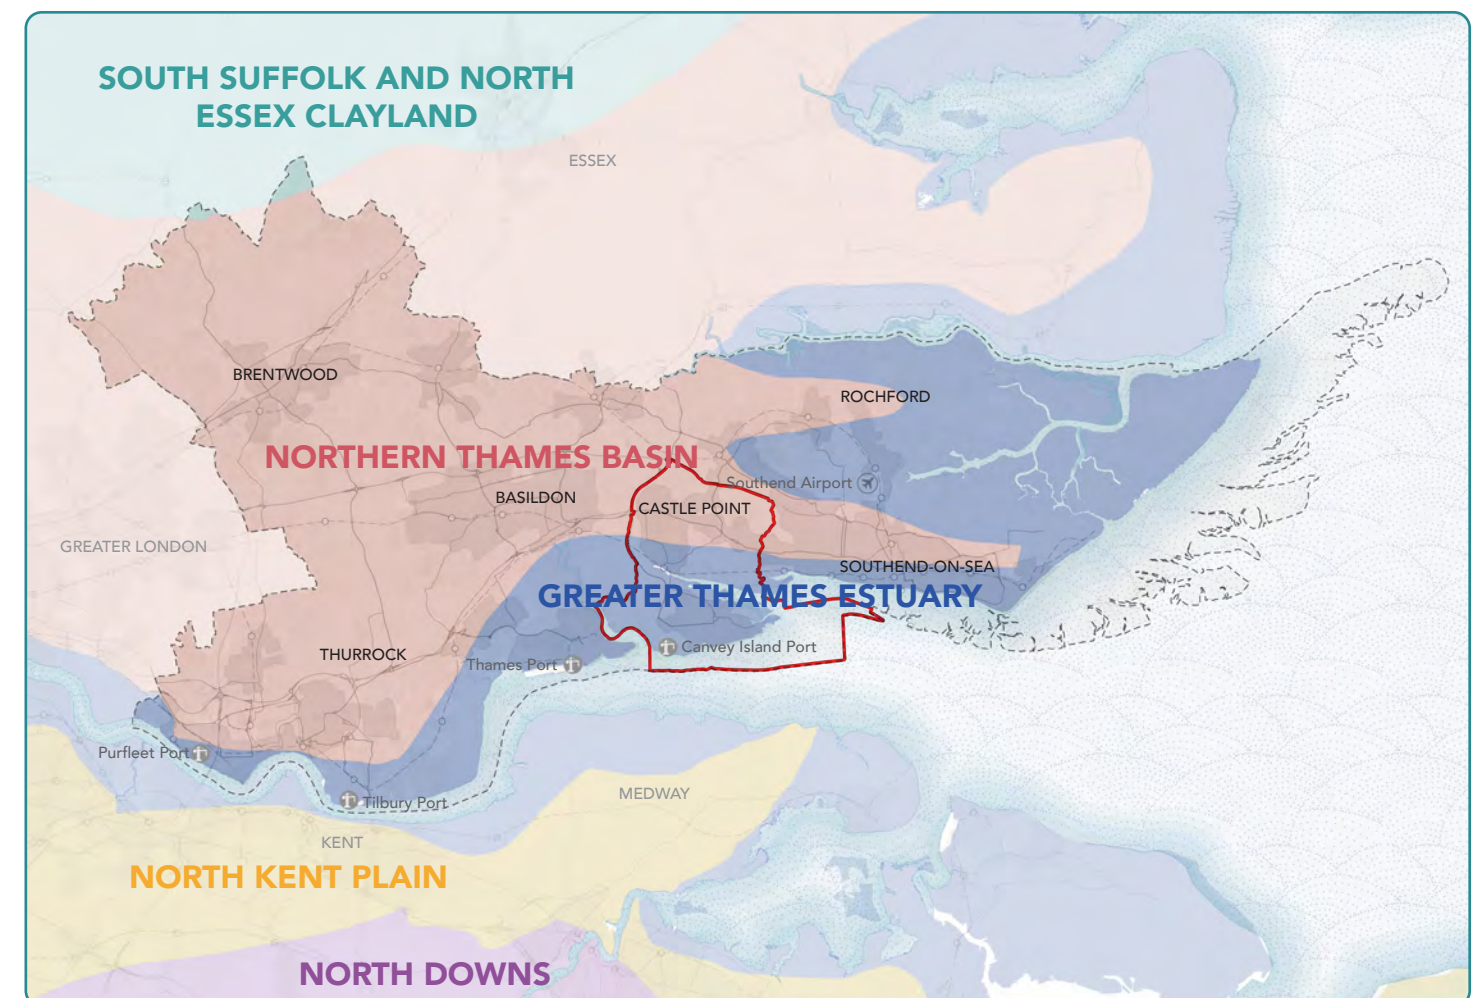 SOUTH SUFFOLK AND NORTH
ESSEX CLAYLAND
ESSEX
BRENTWOOD
ROCHFORD
NORTHERN THAMES BASIN
Southend Airport
BASILDON
CASTLE POINT
GREATER LONDON
SOUTHEND-ON-SEA
GREATER THAMES ESTUARY
Canvey Island Port
THURROCK
Thames Port
Purfleet Port
MEDWAY
Tilbury Port
KENT
NORTH KENT PLAIN
NORTH DOWNS